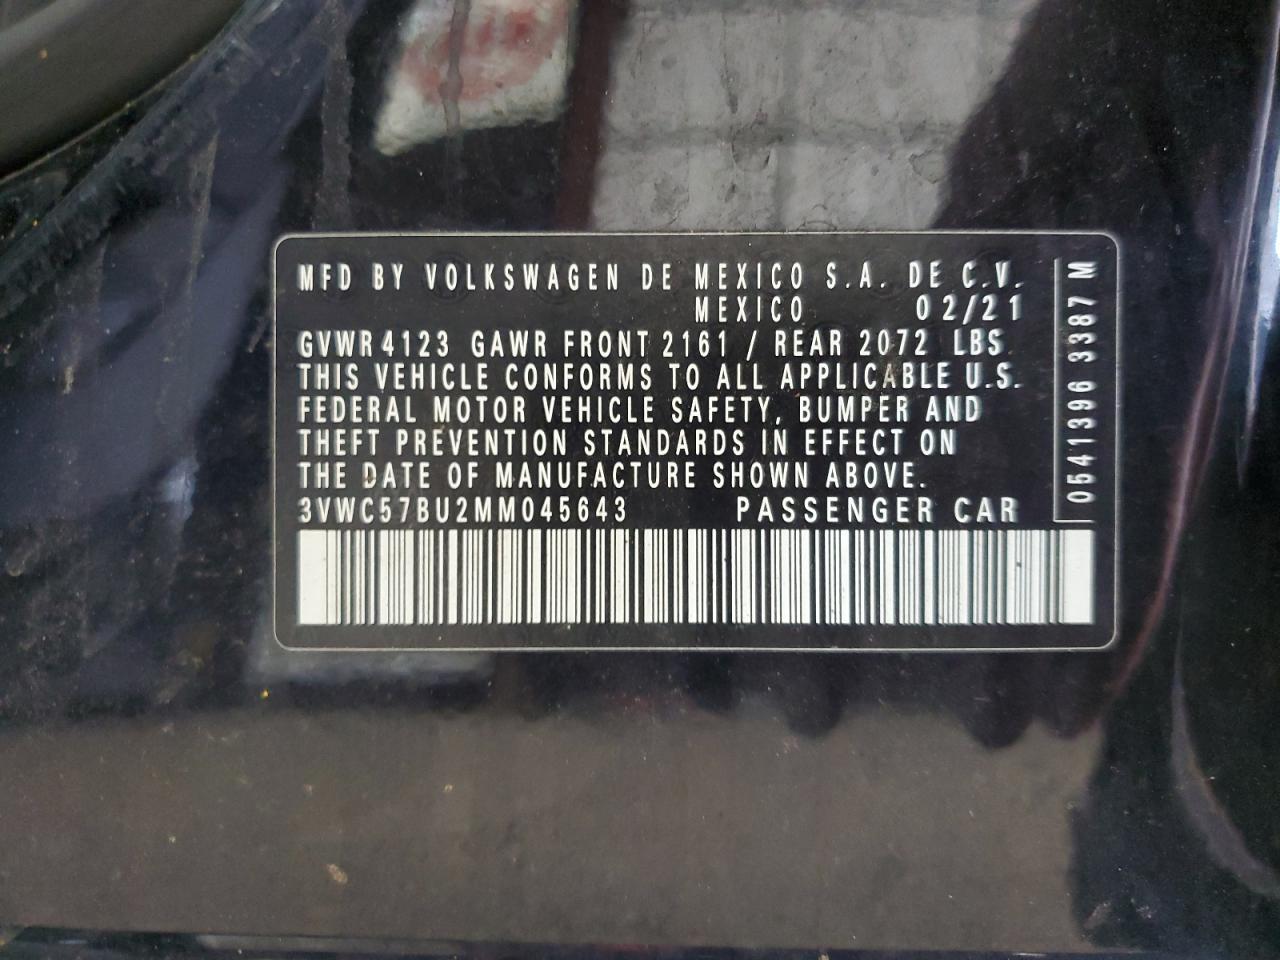 MFD BY VOLKSWAGEN DE MEXICO S.A. DE C.V.
MEXICO 02/21
GVWR 4123 GAWR FRONT 2161 / REAR 2072 LBS
THIS VEHICLE CONFORMS TO ALL APPLICABLE U.S.
FEDERAL MOTOR VEHICLE SAFETY, BUMPER AND
THEFT PREVENTION STANDARDS IN EFFECT ON
THE DATE OF MANUFACTURE SHOWN ABOVE.
3VWC57BU2MM045643 PASSENGER CAR
0541396 3387 M